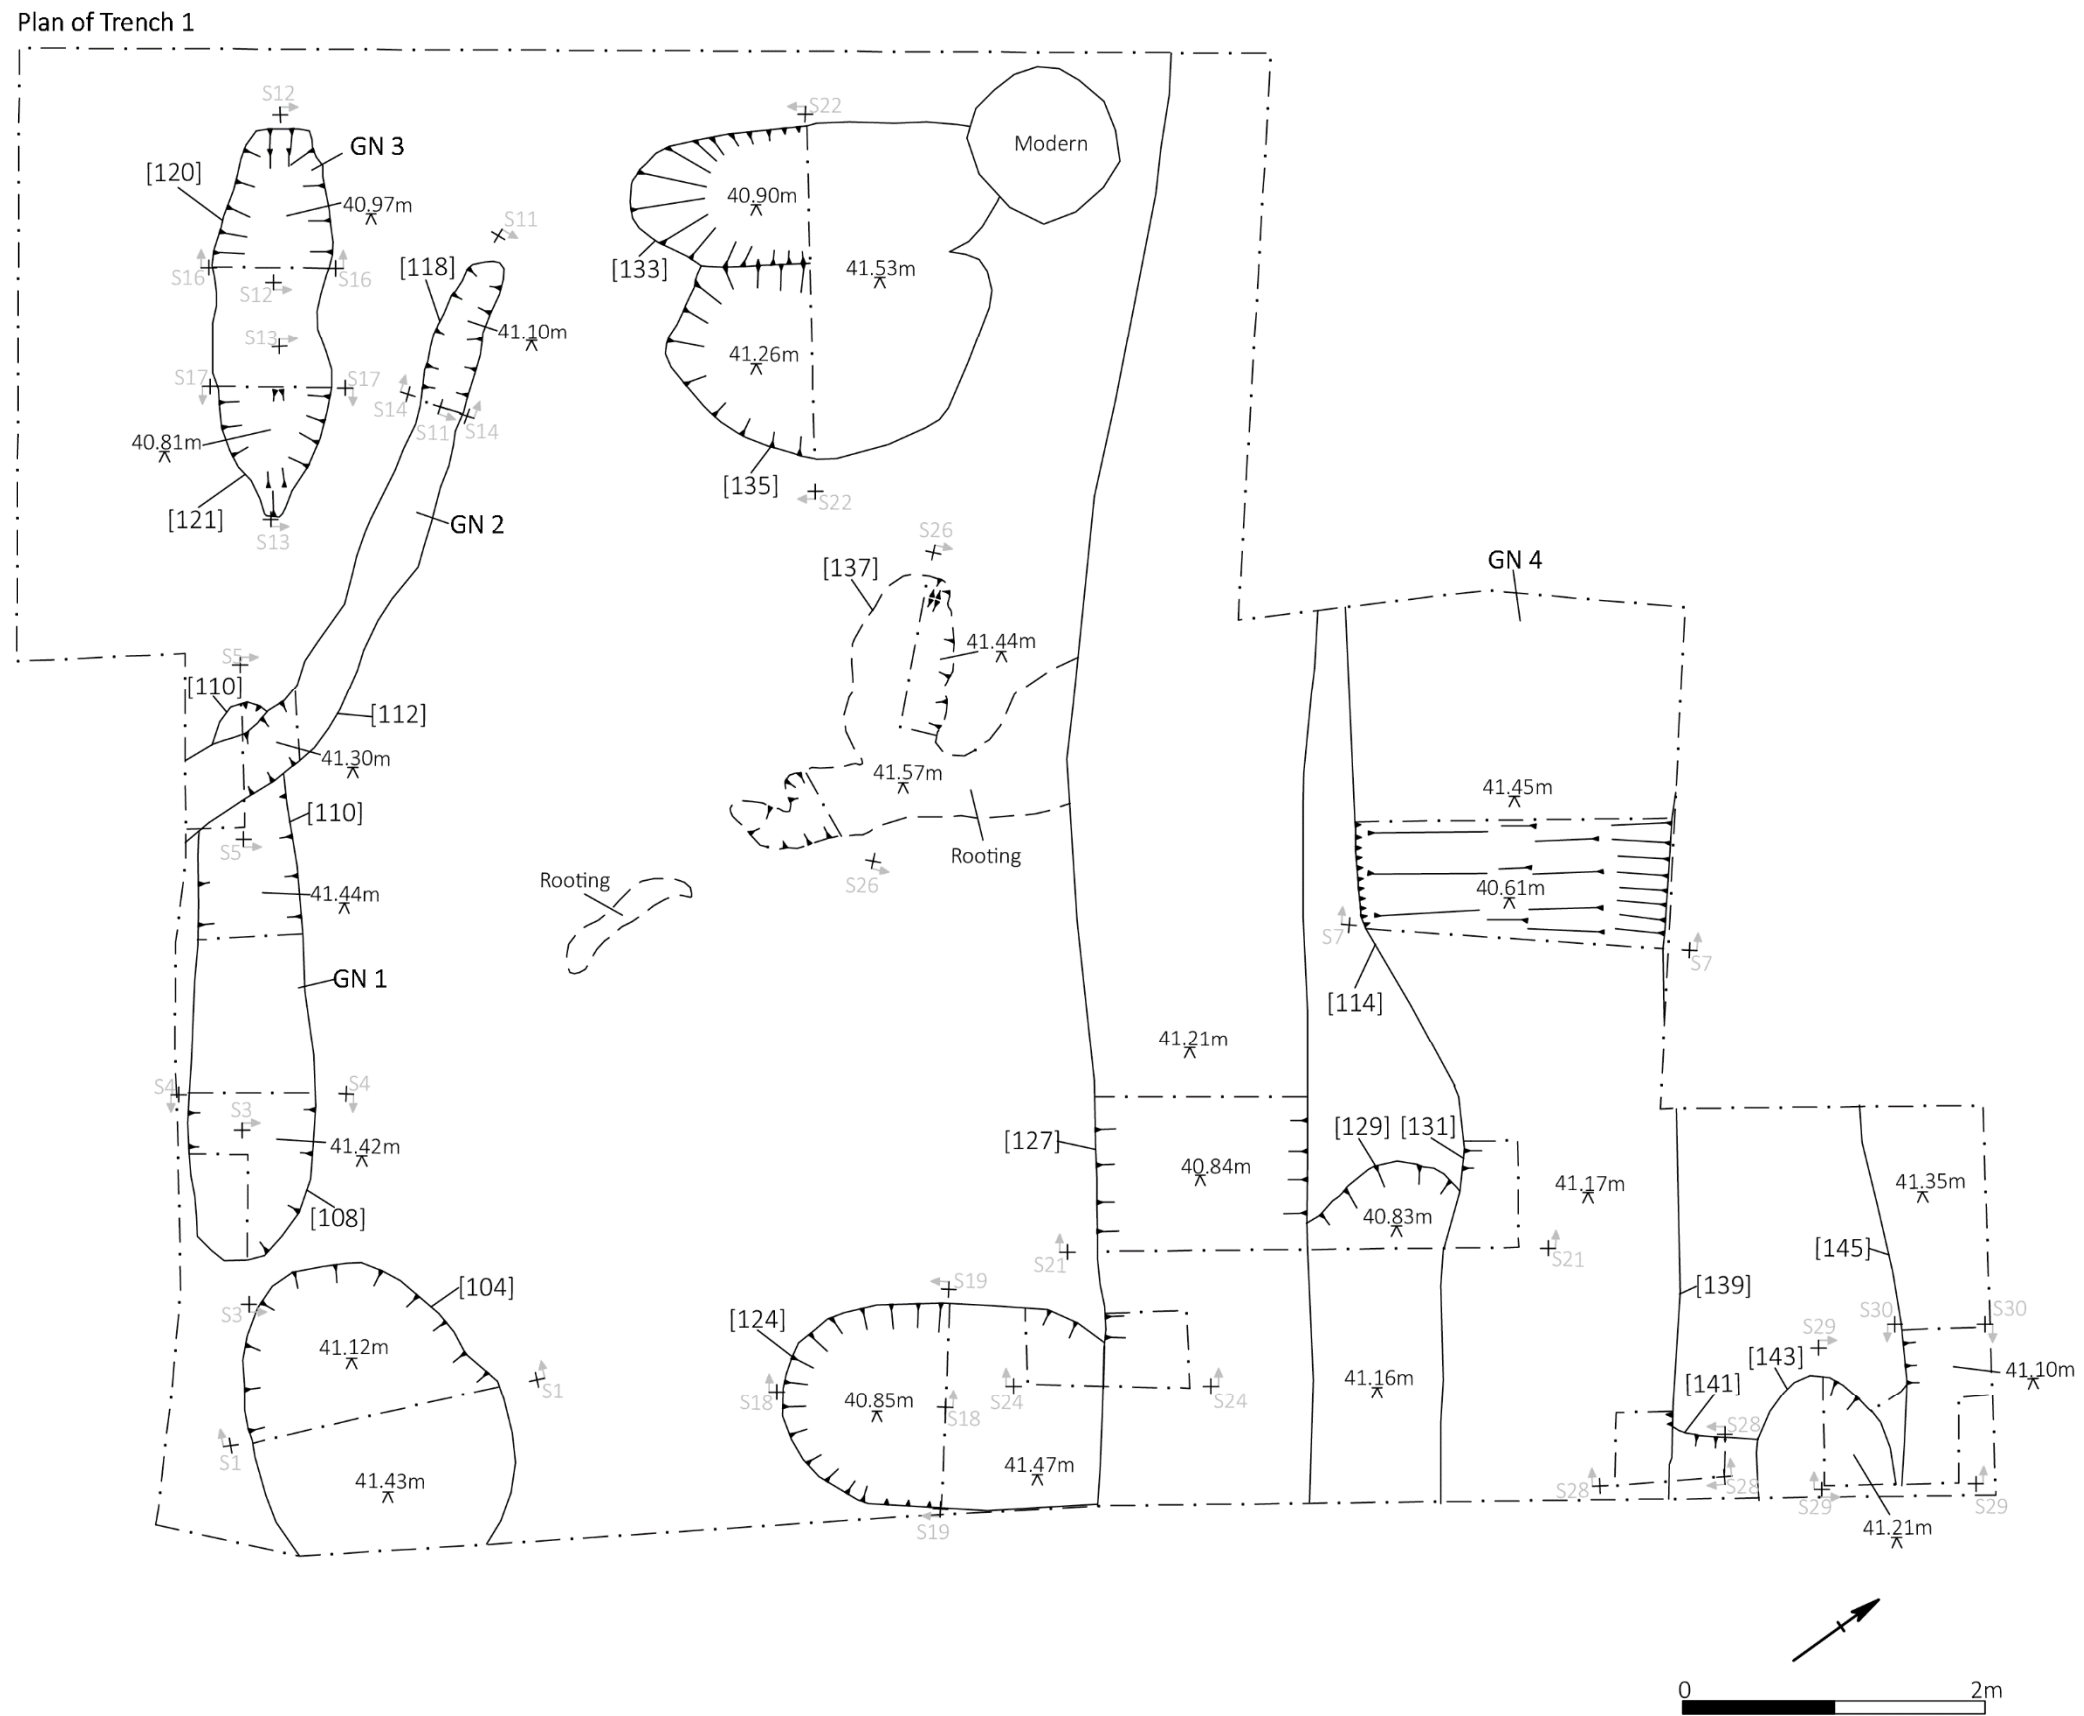 Plan of Trench 1
S12
S22
Modern
GN 3
[120]
40.97m
40.90m
S11
[133]
41.53m
[118]
S16
S16
S12
41.10m
S13
41.26m
S17
S17
S14
S11
S14
40.81m
[121]
S13
[135]
S22
GN 2
S26
[137]
GN 4
41.44m
S5
[110]
[112]
41.30m
41.57m
41.45m
[110]
S5
Rooting
S26
Rooting
41.44m
40.61m
S7
S7
GN 1
[114]
41.21m
S4
S4
S3
[127]
[129]
[131]
41.42m
40.84m
41.17m
41.35m
[108]
40.83m
S21
S21
[145]
[104]
S19
[139]
S3
[124]
S30
S30
41.12m
S29
[143]
41.10m
S1
S18
40.85m
S18
S24
S24
41.16m
[141]
S28
S1
41.43m
41.47m
S28
S28
S29
S29
S19
41.21m
0
2m